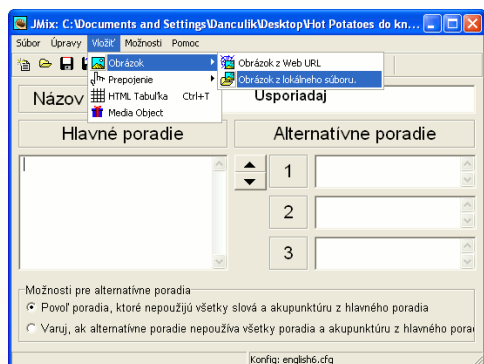 JMix: C:\Documents and Settings\Danculik\Desktop\Hot Potatoes do kn...
Súbor Úpravy Vložiť Možnosti Pomoc
Obrázok
Obrázok z Web URL
Prepojenie
Obrázok z lokálneho súboru.
HTML Tabuľka Ctrl+T
Media Object
Názov
Usporiadaj
Hlavné poradie
Alternatívne poradie
1
2
3
Možnosti pre alternatívne poradia
Povoľ poradia, ktoré nepoužijú všetky slová a akupunktúru z hlavného poradia
Varuj, ak alternatívne poradie nepoužíva všetky poradia a akupunktúru z hlavného porad
Konfig: english6.cfg